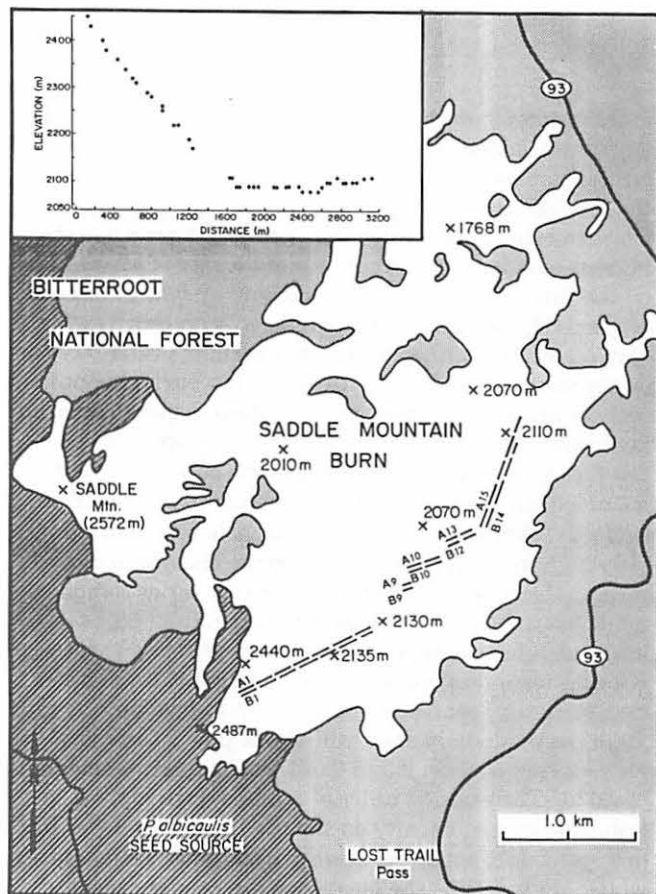 ELEVATION (m)
2400
2300
2200
2100
2050
0 400 800 1200 1600 2000 2400 2800 3200
DISTANCE (m)
93
×1768 m
BITTERROOT
NATIONAL FOREST
×2070 m
SADDLE MOUNTAIN
BURN
×2110 m
×2010 m
× SADDLE
Mtn.
(2572 m)
×2070 m
A15
B14
A13
B12
A10
B10
A9
B9
×2130 m
93
×2440 m
×2135 m
A1
B1
×2487 m
P. albicaulis
SEED SOURCE
1.0 km
LOST TRAIL
Pass